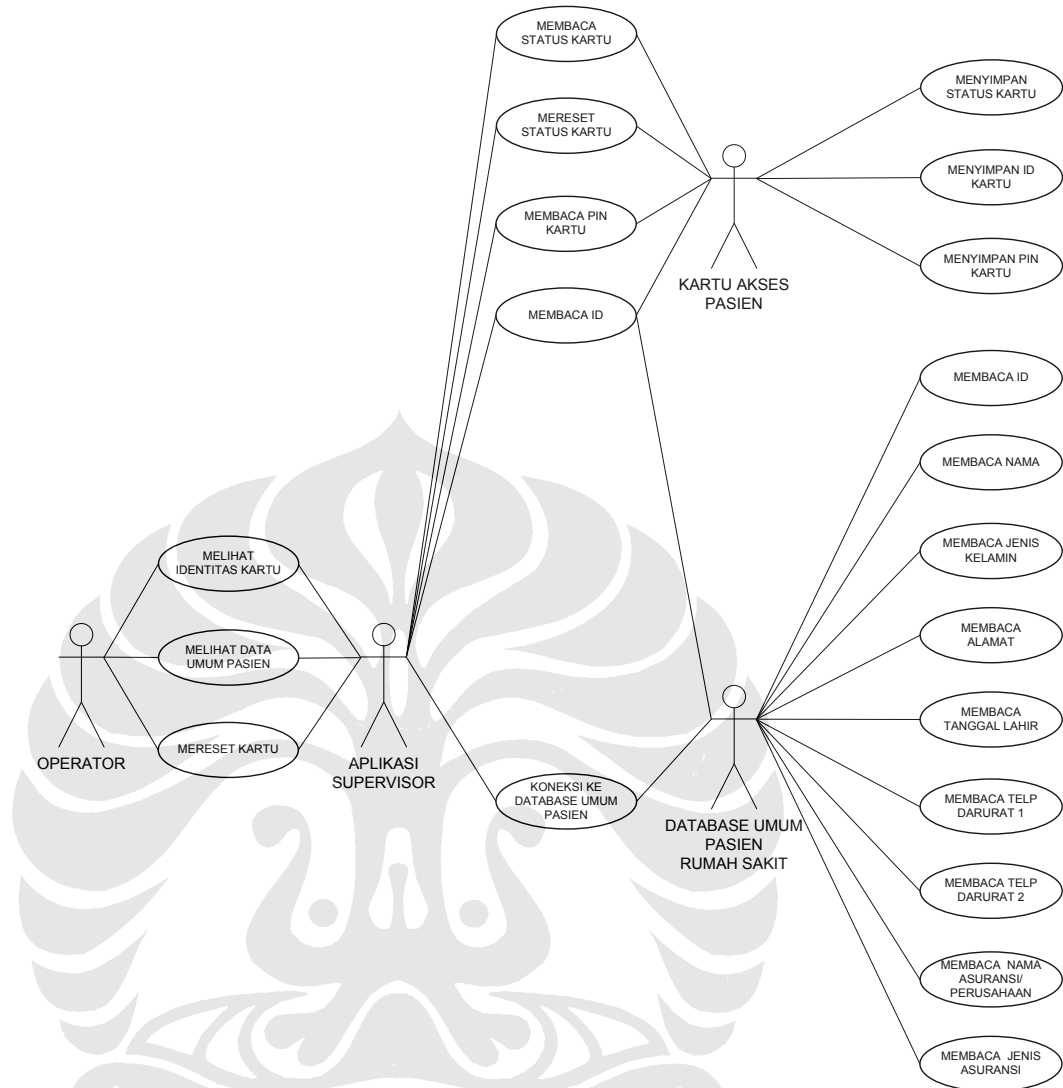 MEMBACA
STATUS KARTU
MERESET
STATUS KARTU
MEMBACA PIN
KARTU
MEMBACA ID
MENYIMPAN
STATUS KARTU
MENYIMPAN ID
KARTU
MENYIMPAN PIN
KARTU
KARTU AKSES
PASIEN
MELIHAT
IDENTITAS KARTU
MELIHAT DATA
UMUM PASIEN
MERESET KARTU
OPERATOR
APLIKASI
SUPERVISOR
KONEKSI KE
DATABASE UMUM
PASIEN
DATABASE UMUM
PASIEN
RUMAH SAKIT
MEMBACA ID
MEMBACA NAMA
MEMBACA JENIS
KELAMIN
MEMBACA
ALAMAT
MEMBACA
TANGGAL LAHIR
MEMBACA TELP
DARURAT 1
MEMBACA TELP
DARURAT 2
MEMBACA NAMA
ASURANSI/
PERUSAHAAN
MEMBACA JENIS
ASURANSI